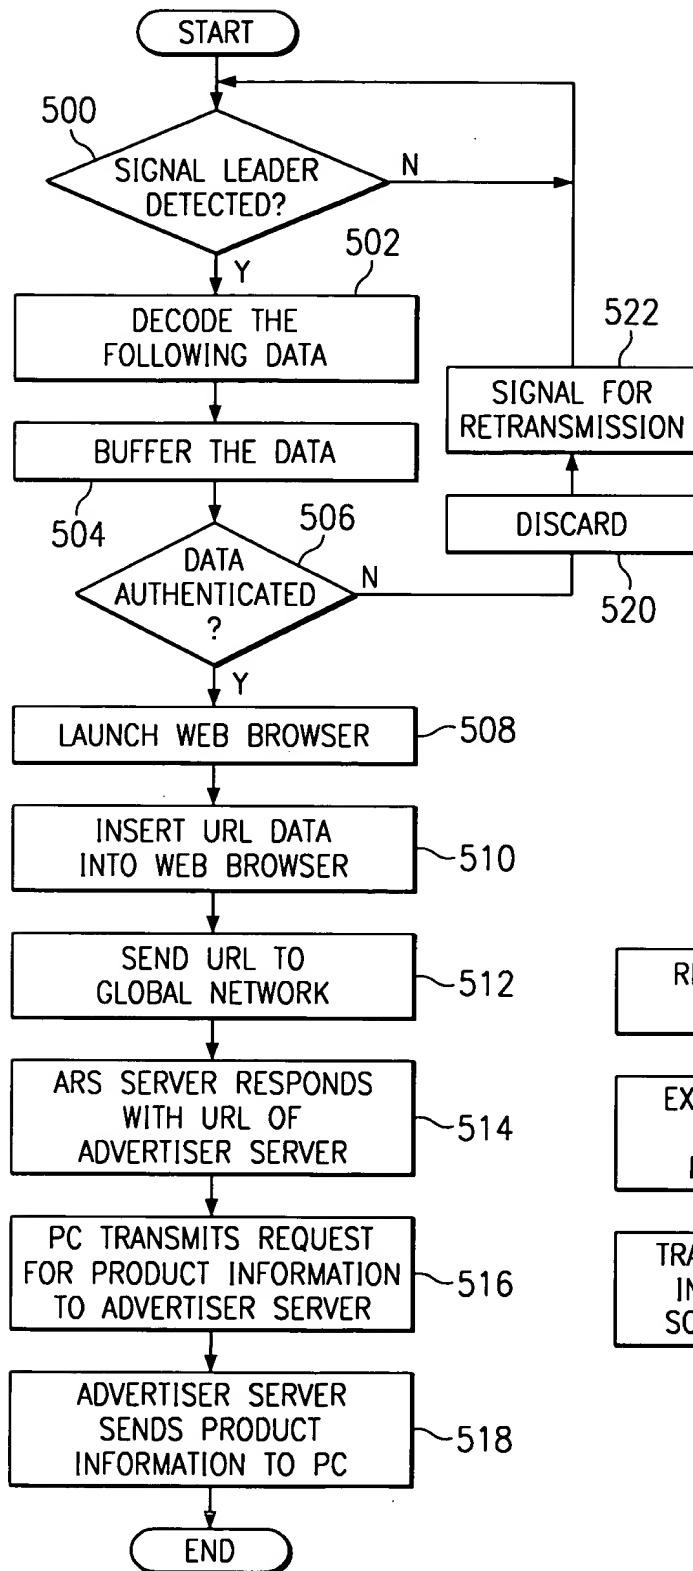 START
500
SIGNAL LEADER
DETECTED?
N
Y
502
DECODE THE
FOLLOWING DATA
522
SIGNAL FOR
RETRANSMISSION
BUFFER THE DATA
504
506
DISCARD
520
DATA
AUTHENTICATED
?
N
Y
LAUNCH WEB BROWSER
508
INSERT URL DATA
INTO WEB BROWSER
510
SEND URL TO
GLOBAL NETWORK
512
ARS SERVER RESPONDS
WITH URL OF
ADVERTISER SERVER
514
PC TRANSMITS REQUEST
FOR PRODUCT INFORMATION
TO ADVERTISER SERVER
516
ADVERTISER SERVER
SENDS PRODUCT
INFORMATION TO PC
518
END